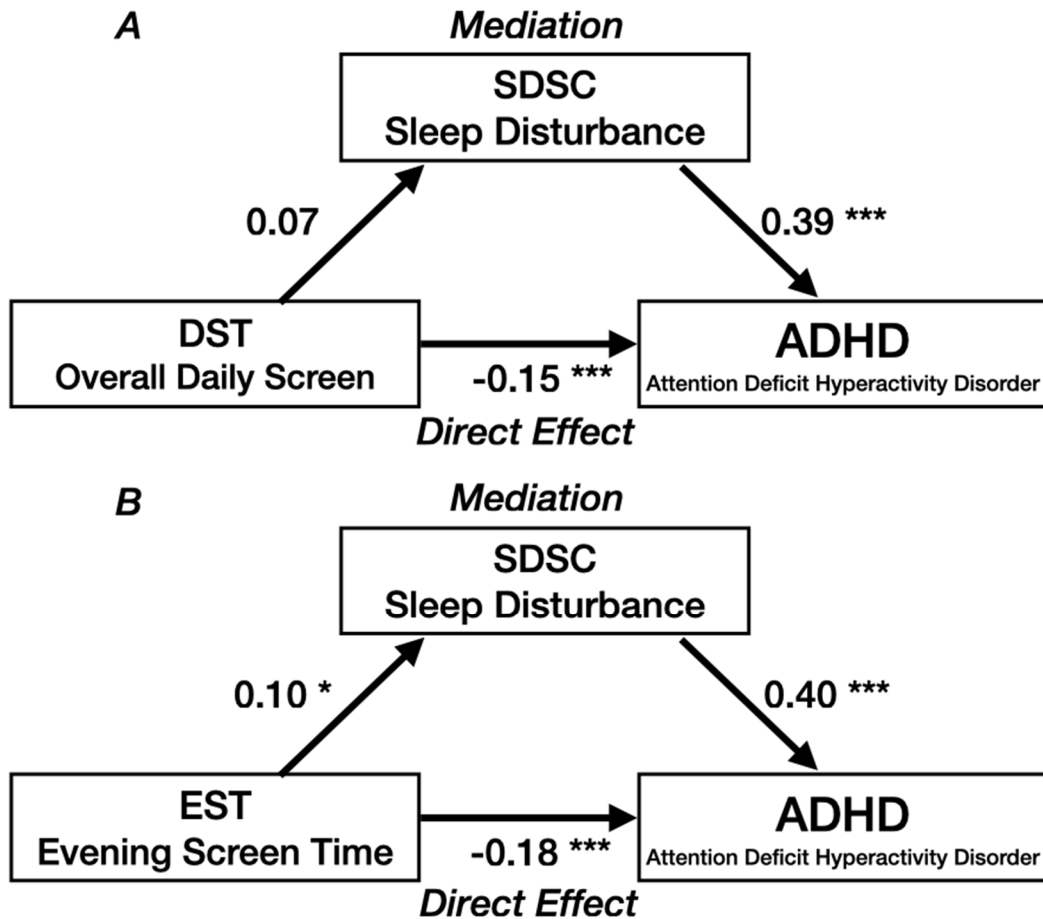 A
Mediation
SDSC
Sleep Disturbance
0.07
0.39 ***
DST
Overall Daily Screen
-0.15 ***
Direct Effect
ADHD
Attention Deficit Hyperactivity Disorder
B
Mediation
SDSC
Sleep Disturbance
0.10 *
0.40 ***
EST
Evening Screen Time
-0.18 ***
Direct Effect
ADHD
Attention Deficit Hyperactivity Disorder